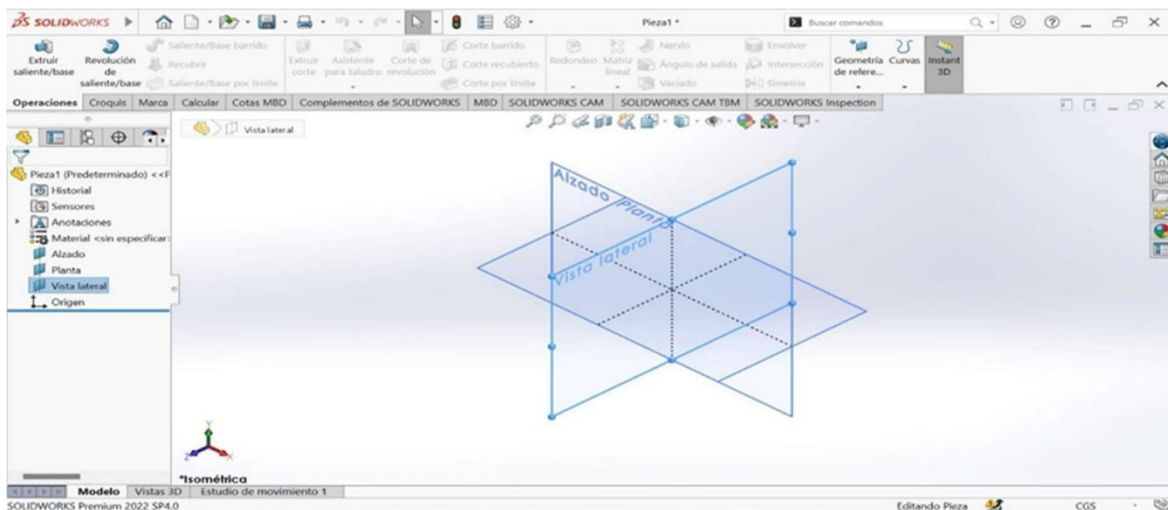 SOLIDWORKS
Pieza1 *
Buscar comandos
Extruir saliente/base
Revolución de saliente/base
Saliente/Base barrido
Recubrir
Saliente/Base por límite
Extruir corte
Asistente para taladro
Corte de revolución
Corte barrido
Corte recubierto
Corte por límite
Redondeo
Matriz lineal
Nervio
Ángulo de salida
Vaciado
Envolver
Intersección
Simetría
Geometría de refere...
Curvas
Instant 3D
Operaciones Croquis Marca Calcular Cotas MBD Complementos de SOLIDWORKS MBD SOLIDWORKS CAM SOLIDWORKS CAM TBM SOLIDWORKS Inspection
Vista lateral
Pieza1 (Predeterminado) <<P
Historial
Sensores
Anotaciones
Material <sin especificar>
Alzado
Planta
Vista lateral
Origen
Alzado
Planta
Vista lateral
Y
Z
X
*Isométrica
Modelo Vistas 3D Estudio de movimiento 1
SOLIDWORKS Premium 2022 SP4.0
Editando Pieza
CGS